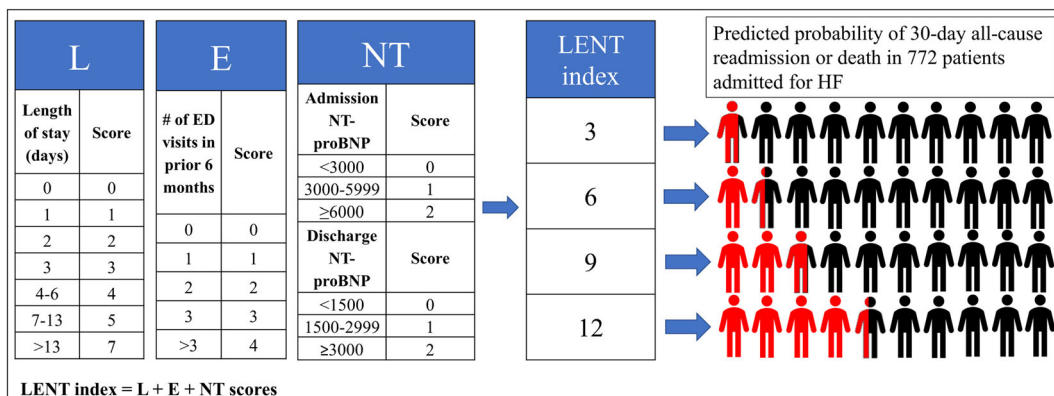 L
Length of stay (days) Score
0 0
1 1
2 2
3 3
4-6 4
7-13 5
>13 7
E
# of ED visits in prior 6 months Score
0 0
1 1
2 2
3 3
>3 4
NT
Admission NT-proBNP Score
<3000 0
3000-5999 1
≥6000 2
Discharge NT-proBNP Score
<1500 0
1500-2999 1
≥3000 2
LENT index
3
6
9
12
Predicted probability of 30-day all-cause
readmission or death in 772 patients
admitted for HF
LENT index = L + E + NT scores